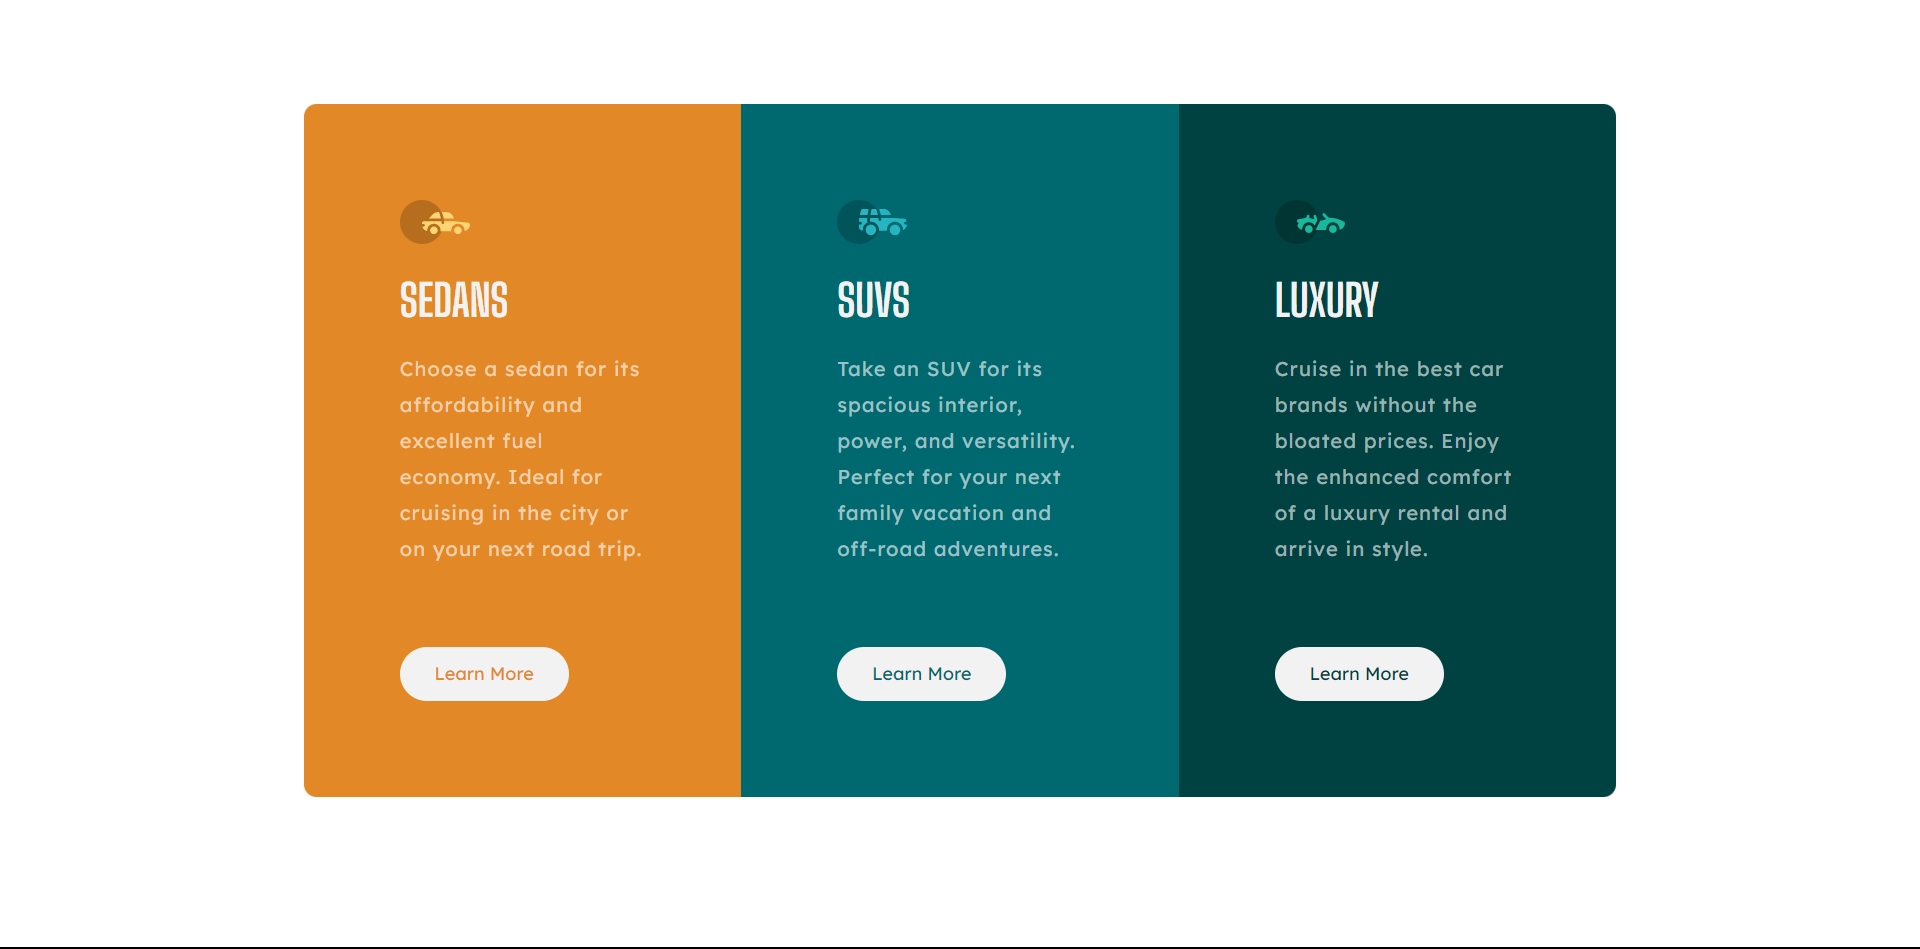 SEDANS
Choose a sedan for its
affordability and
excellent fuel
economy. Ideal for
cruising in the city or
on your next road trip.
Learn More
SUVS
Take an SUV for its
spacious interior,
power, and versatility.
Perfect for your next
family vacation and
off-road adventures.
Learn More
LUXURY
Cruise in the best car
brands without the
bloated prices. Enjoy
the enhanced comfort
of a luxury rental and
arrive in style.
Learn More